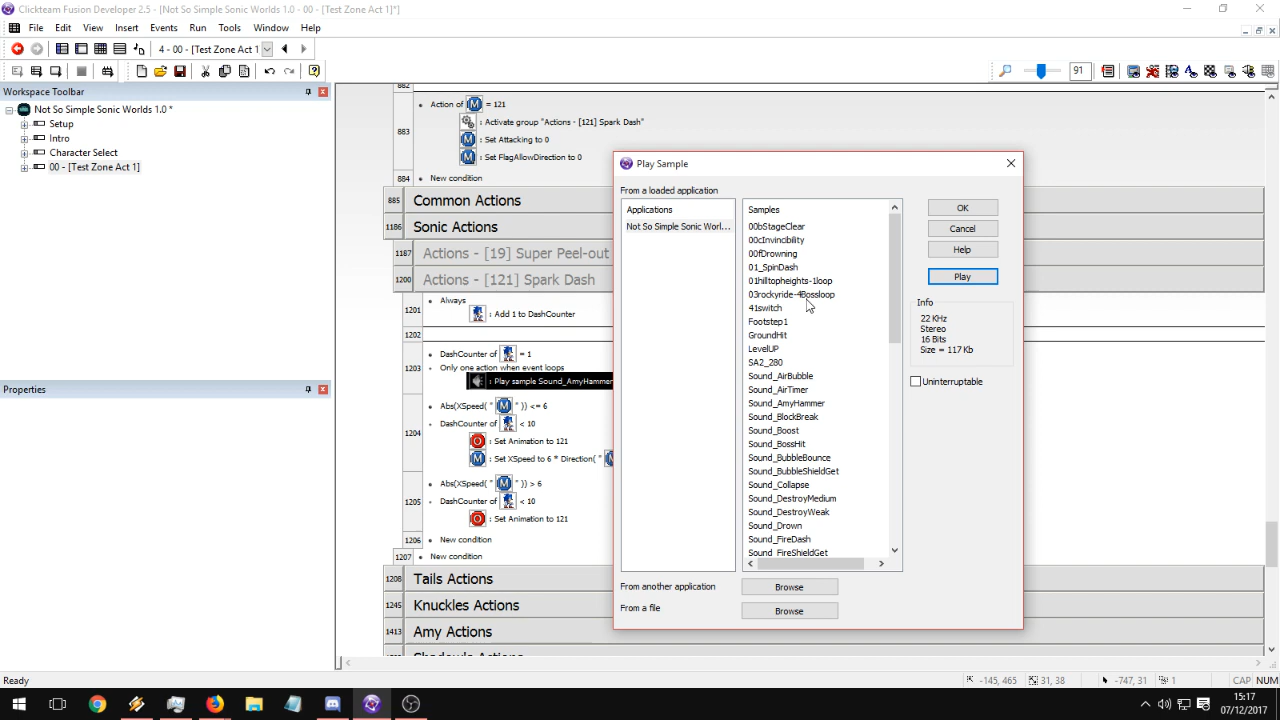 Clickteam Fusion Developer 2.5 - [Not So Simple Sonic Worlds 1.0 - 00 - [Test Zone Act 1]*]
File Edit View Insert Events Run Tools Window Help
4 - 00 - [Test Zone Act 1
91
Workspace Toolbar
Not So Simple Sonic Worlds 1.0 *
Setup
Intro
Character Select
00 - [Test Zone Act 1]
Properties
882
883
Action of = 121
: Activate group "Actions - [121] Spark Dash"
: Set Attacking to 0
: Set FlagAllowDirection to 0
884 New condition
885 Common Actions
1186 Sonic Actions
1187 Actions - [19] Super Peel-out
1200 Actions - [121] Spark Dash
1201
Always
: Add 1 to DashCounter
1202
1203
DashCounter of = 1
Only one action when event loops
: Play sample Sound_AmyHammer
1204
Abs(XSpeed( " " )) <= 6
DashCounter of < 10
: Set Animation to 121
: Set XSpeed to 6 * Direction( "
1205
Abs(XSpeed( " " )) > 6
DashCounter of < 10
: Set Animation to 121
1206 New condition
1207 New condition
1208 Tails Actions
1245 Knuckles Actions
1413 Amy Actions
Play Sample
From a loaded application
Applications
Not So Simple Sonic Worl...
Samples
00bStageClear
00cInvincibility
00fDrowning
01_SpinDash
01hilltopheights-1loop
03rockyride-4Bossloop
41switch
Footstep1
GroundHit
LevelUP
SA2_280
Sound_AirBubble
Sound_AirTimer
Sound_AmyHammer
Sound_BlockBreak
Sound_Boost
Sound_BossHit
Sound_BubbleBounce
Sound_BubbleShieldGet
Sound_Collapse
Sound_DestroyMedium
Sound_DestroyWeak
Sound_Drown
Sound_FireDash
Sound_FireShieldGet
OK
Cancel
Help
Play
Info
22 KHz
Stereo
16 Bits
Size = 117 Kb
Uninterruptable
From another application Browse
From a file Browse
Ready
-145, 465 31, 38 -747, 31 1 CAP NUM
15:17
07/12/2017